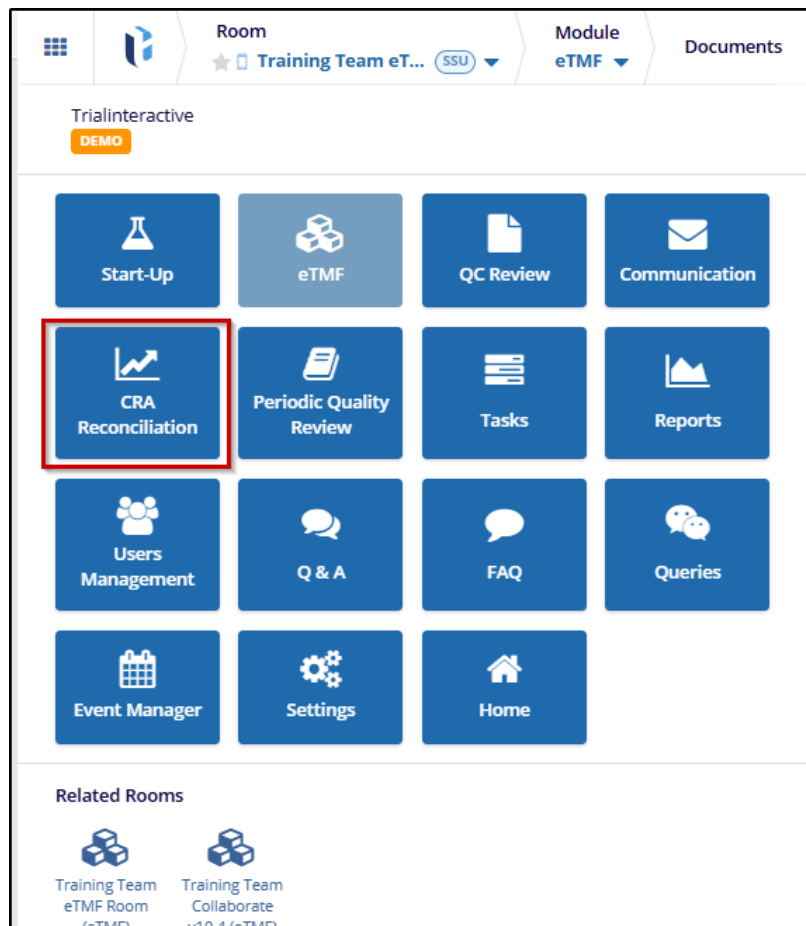 Room
Module
Training Team eT... SSU
eTMF
Documents
Trialinteractive
DEMO
Start-Up
eTMF
QC Review
Communication
CRA
Reconciliation
Periodic Quality
Review
Tasks
Reports
Users
Management
Q & A
FAQ
Queries
Event Manager
Settings
Home
Related Rooms
Training Team
eTMF Room
(eTMF)
Training Team
Collaborate
v10.4 (eTMF)